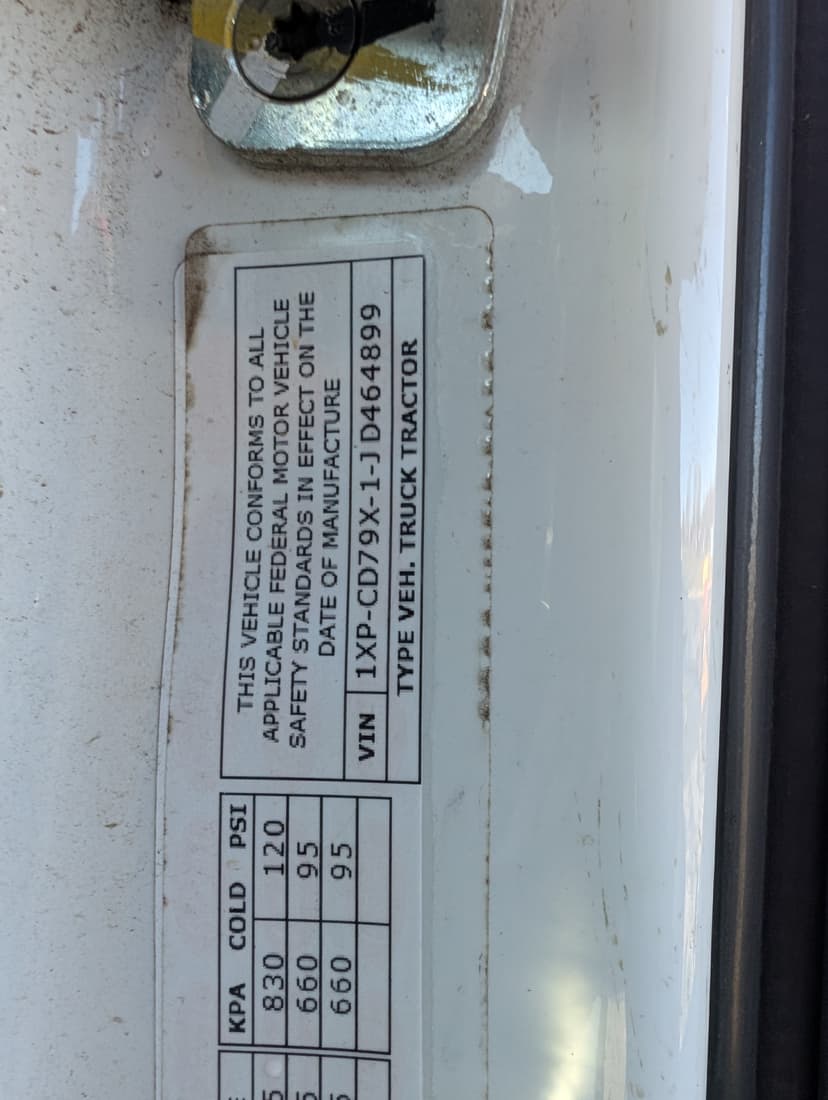 THIS VEHICLE CONFORMS TO ALL
APPLICABLE FEDERAL MOTOR VEHICLE
SAFETY STANDARDS IN EFFECT ON THE
DATE OF MANUFACTURE
VIN 1XP-CD79X-1-JD464899
TYPE VEH. TRUCK TRACTOR
KPA COLD PSI
830 120
660 95
660 95